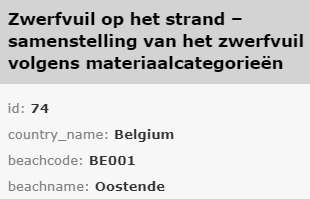 Zwerfvuil op het strand –
samenstelling van het zwerfvuil
volgens materiaalcategorieën
id: 74
country_name: Belgium
beachcode: BE001
beachname: Oostende